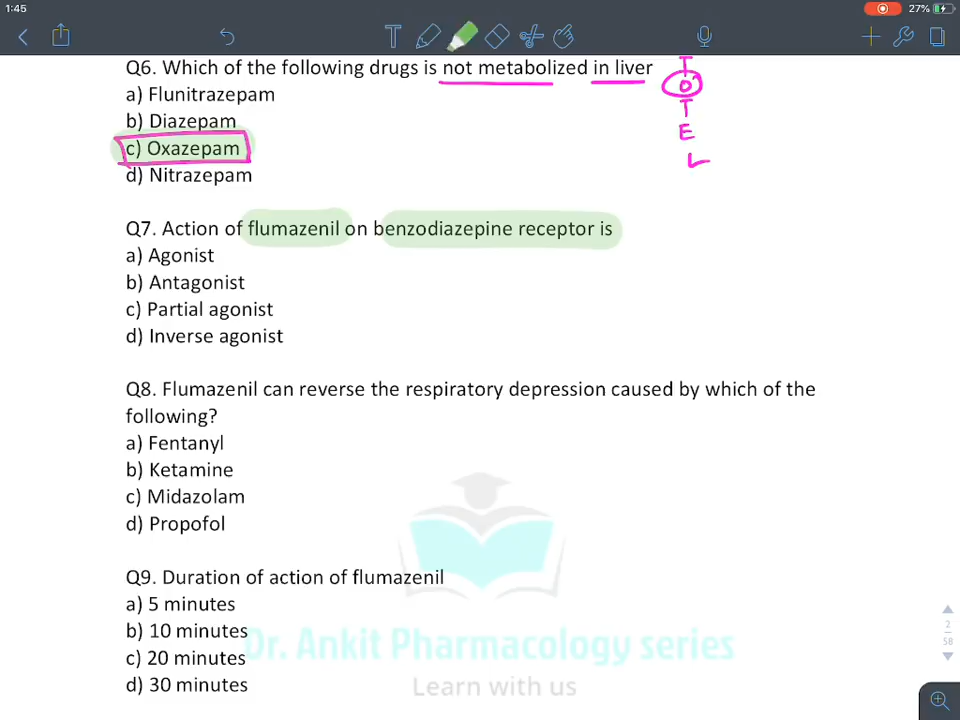 1:45
27%
T
Q6. Which of the following drugs is not metabolized in liver
a) Flunitrazepam
b) Diazepam
c) Oxazepam
d) Nitrazepam
T
O
T
E
L
Q7. Action of flumazenil on benzodiazepine receptor is
a) Agonist
b) Antagonist
c) Partial agonist
d) Inverse agonist
Q8. Flumazenil can reverse the respiratory depression caused by which of the
following?
a) Fentanyl
b) Ketamine
c) Midazolam
d) Propofol
Q9. Duration of action of flumazenil
a) 5 minutes
b) 10 minutes
c) 20 minutes
d) 30 minutes
Dr. Ankit Pharmacology series
Learn with us
2
58